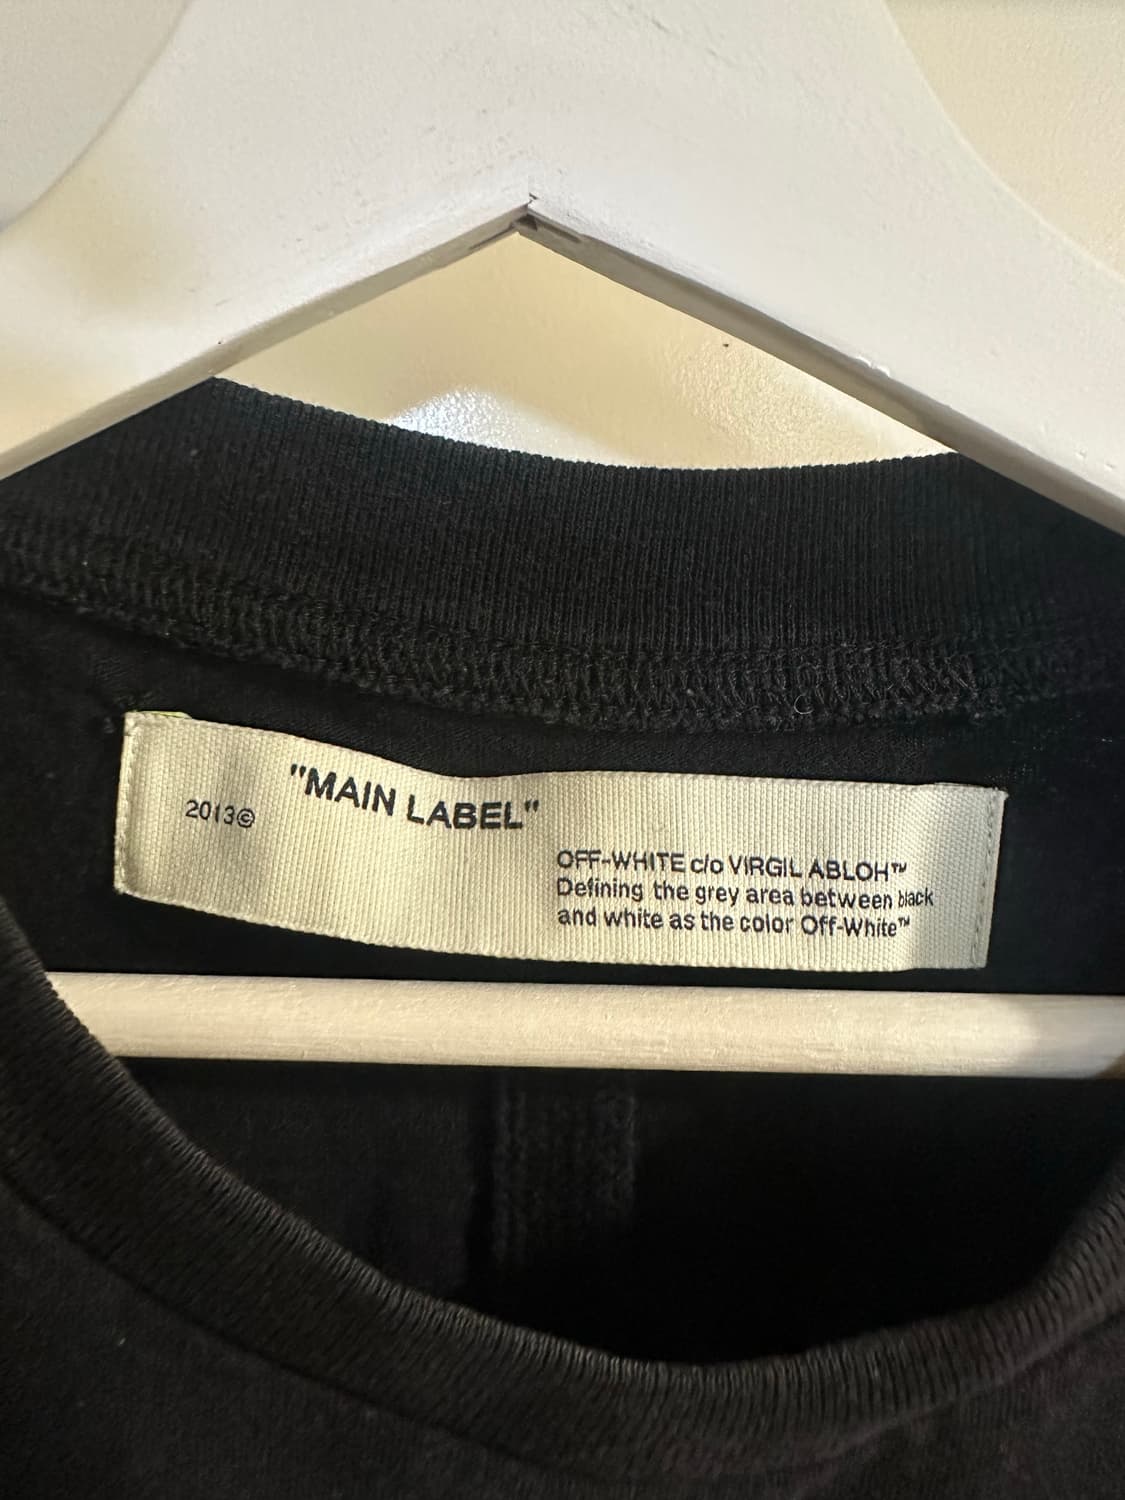 "MAIN LABEL"
2013©
OFF-WHITE c/o VIRGIL ABLOH™
Defining the grey area between black
and white as the color Off-White™